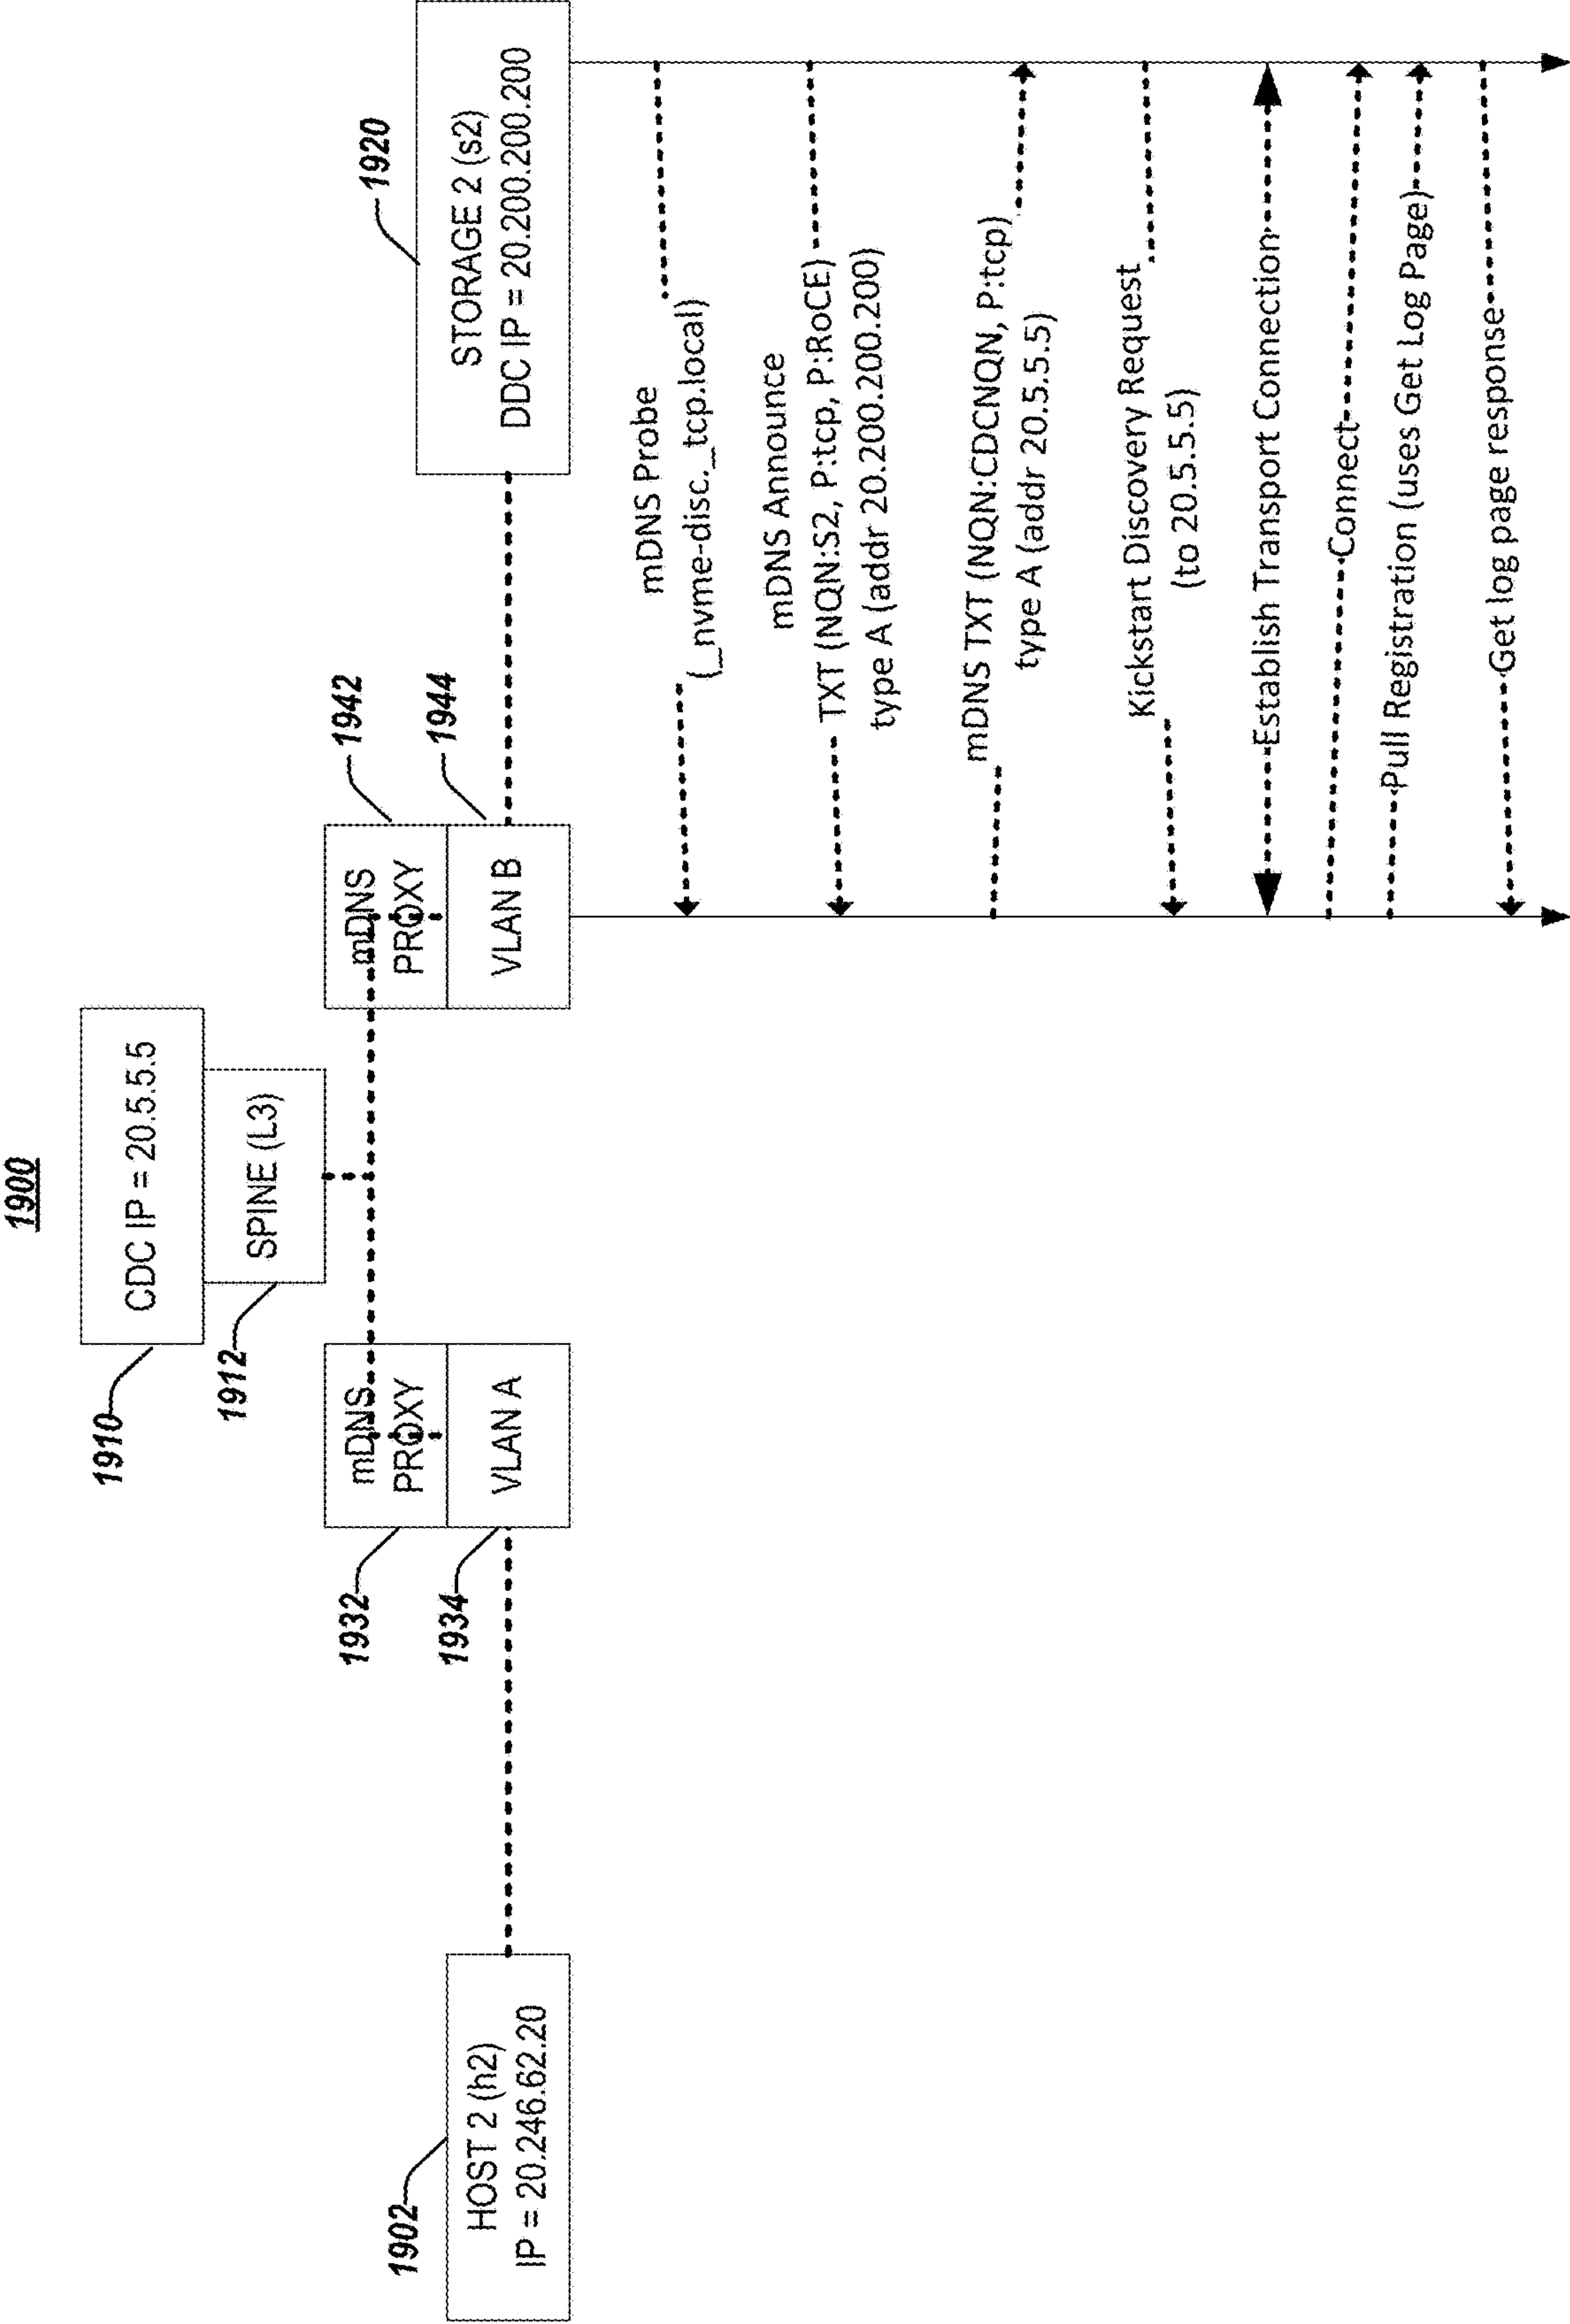 1900
CDC IP = 20.5.5.5
1910
SPINE (L3)
1912
mDNS
PROXY
1932
VLAN A
1934
mDNS
PROXY
1942
VLAN B
1944
HOST 2 (h2)
IP = 20.246.62.20
1902
STORAGE 2 (s2)
DDC IP = 20.200.200.200
1920
mDNS Probe
(_nvme-disc._tcp.local)
mDNS Announce
TXT (NQN:S2, P:tcp, P:RoCE)
type A (addr 20.200.200.200)
mDNS TXT (NQN:CDCNQN, P:tcp)
type A (addr 20.5.5.5)
Kickstart Discovery Request
(to 20.5.5.5)
Establish Transport Connection
Connect
Pull Registration (uses Get Log Page)
Get log page response